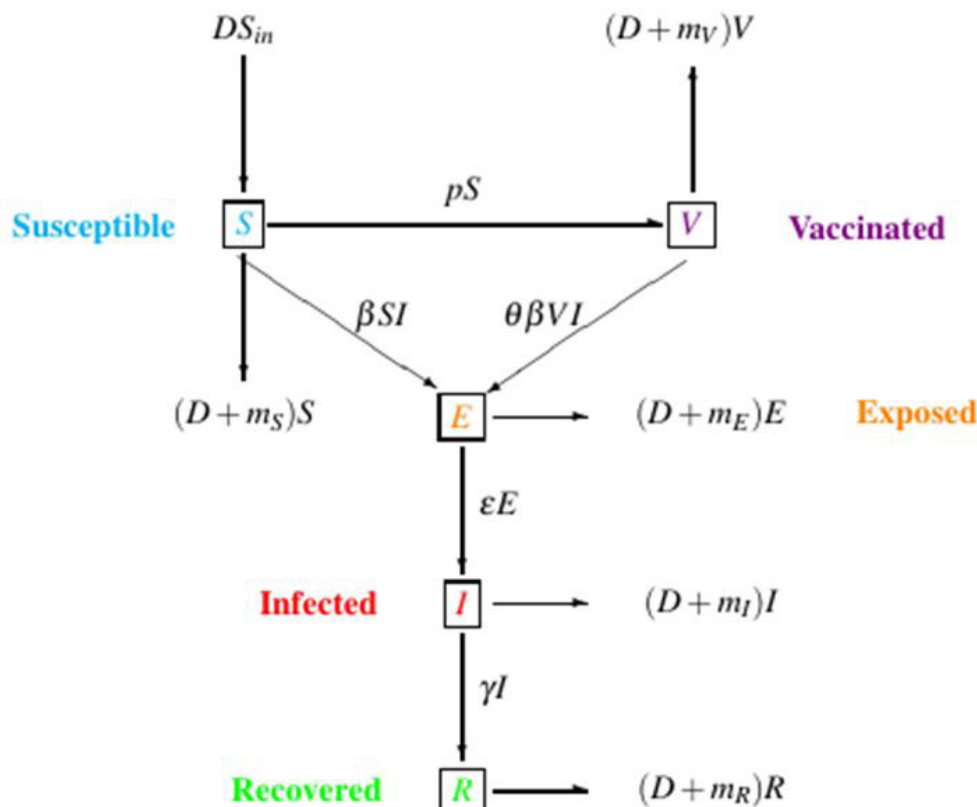 DS_in (D + m_V)V
pS
Susceptible S V Vaccinated
βSI θβVI
(D + m_S)S E (D + m_E)E Exposed
εE
Infected I (D + m_I)I
γI
Recovered R (D + m_R)R